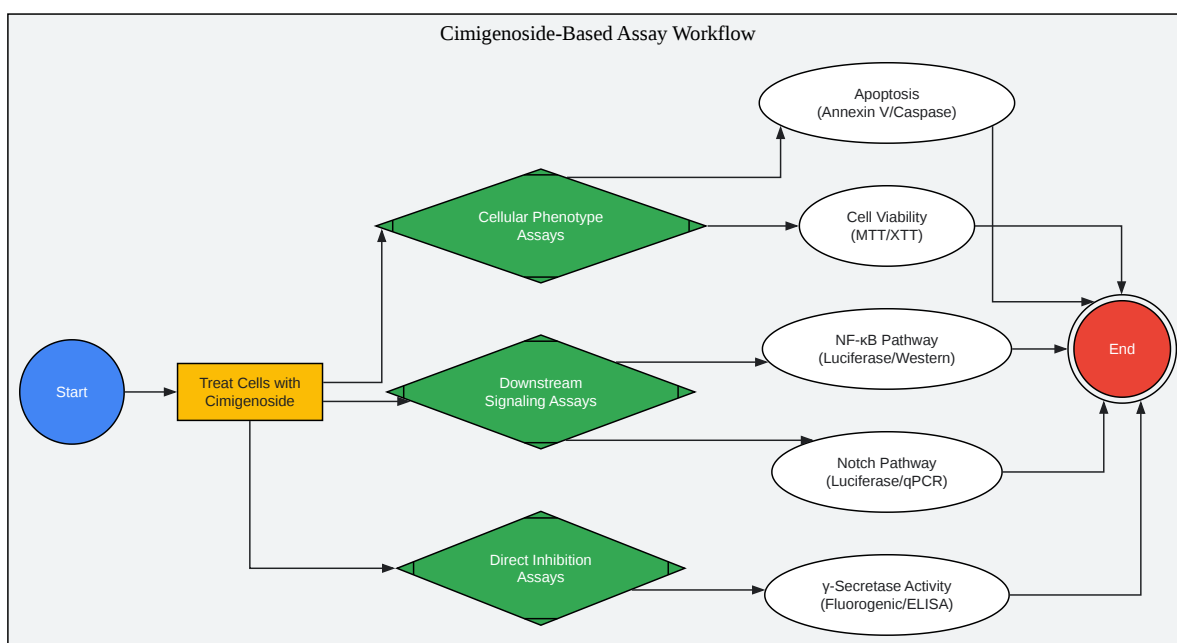 Cimigenoside-Based Assay Workflow
Apoptosis
(Annexin V/Caspase)
Cellular Phenotype
Assays
Cell Viability
(MTT/XTT)
Start
Treat Cells with
Cimigenoside
Downstream
Signaling Assays
NF-κB Pathway
(Luciferase/Western)
End
Notch Pathway
(Luciferase/qPCR)
Direct Inhibition
Assays
γ-Secretase Activity
(Fluorogenic/ELISA)